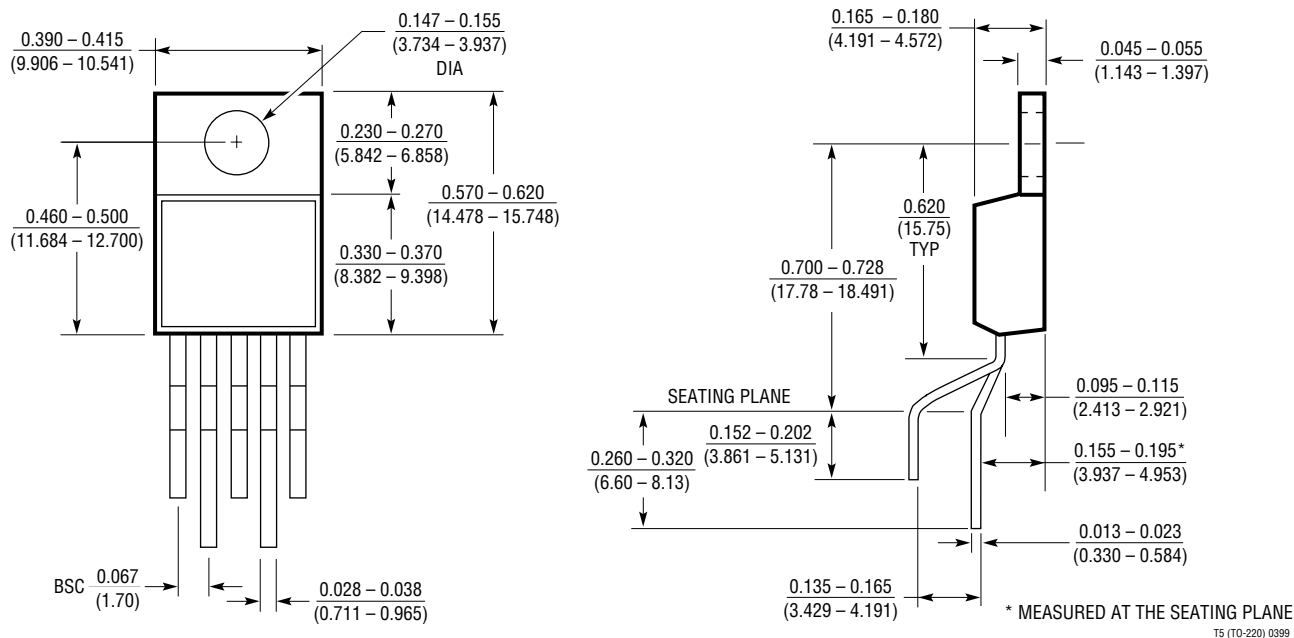 0.390 – 0.415
(9.906 – 10.541)
0.147 – 0.155
(3.734 – 3.937)
DIA
0.230 – 0.270
(5.842 – 6.858)
0.570 – 0.620
(14.478 – 15.748)
0.460 – 0.500
(11.684 – 12.700)
0.330 – 0.370
(8.382 – 9.398)
BSC
0.067
(1.70)
0.028 – 0.038
(0.711 – 0.965)
0.165 – 0.180
(4.191 – 4.572)
0.045 – 0.055
(1.143 – 1.397)
0.620
(15.75)
TYP
0.700 – 0.728
(17.78 – 18.491)
SEATING PLANE
0.152 – 0.202
(3.861 – 5.131)
0.260 – 0.320
(6.60 – 8.13)
0.095 – 0.115
(2.413 – 2.921)
0.155 – 0.195*
(3.937 – 4.953)
0.013 – 0.023
(0.330 – 0.584)
0.135 – 0.165
(3.429 – 4.191)
* MEASURED AT THE SEATING PLANE
T5 (TO-220) 0399